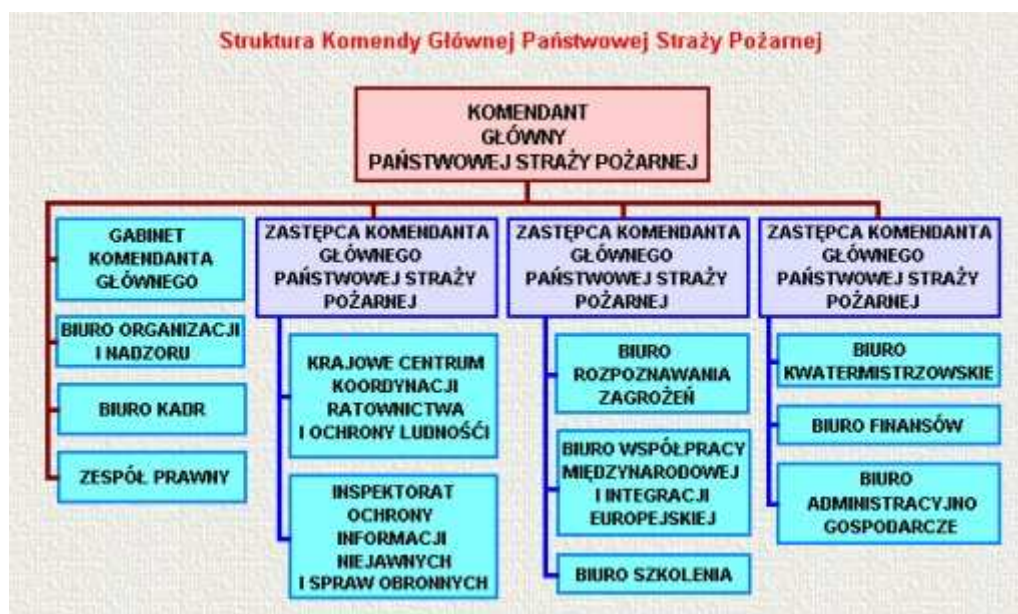 Struktura Komendy Głównej Państwowej Straży Pożarnej
KOMENDANT
GŁÓWNY
PAŃSTWOWEJ STRAŻY POŻARNEJ
GABINET
KOMENDANTA
GŁÓWNEGO
BIURO ORGANIZACJI
I NADZORU
BIURO KADR
ZESPÓŁ PRAWNY
ZASTĘPCA KOMENDANTA
GŁÓWNEGO
PAŃSTWOWEJ STRAŻY
POŻARNEJ
KRAJOWE CENTRUM
KOORDYNACJI
RATOWNICTWA
I OCHRONY LUDNOŚĆI
INSPEKTORAT
OCHRONY
INFORMACJI
NIEJAWNYCH
I SPRAW OBRONNYCH
ZASTĘPCA KOMENDANTA
GŁÓWNEGO
PAŃSTWOWEJ STRAŻY
POŻARNEJ
BIURO
ROZPOZNAWANIA
ZAGROŻEŃ
BIURO WSPÓŁPRACY
MIĘDZYNARODOWEJ
I INTEGRACJI
EUROPEJSKIEJ
BIURO SZKOLENIA
ZASTĘPCA KOMENDANTA
GŁÓWNEGO
PAŃSTWOWEJ STRAŻY
POŻARNEJ
BIURO
KWATERMISTRZOWSKIE
BIURO FINANSÓW
BIURO
ADMINISTRACYJNO
GOSPODARCZE